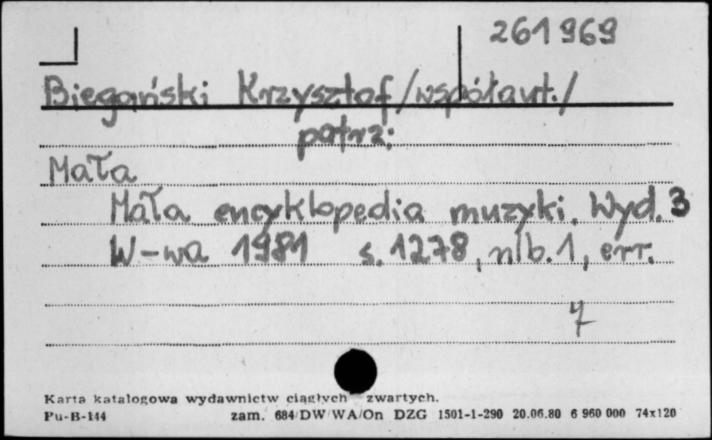 261969
Biegański Krzysztof /współaut./
patrz:
Mała
Mała encyklopedia muzyki. Wyd. 3
W-wa 1981 s. 1278, nlb. 1, err.
7
Karta katalogowa wydawnictw ciągłych zwartych.
Pu-B-144 zam. 684/DW/WA/On DZG 1501-1-290 20.06.80 6 960 000 74x120